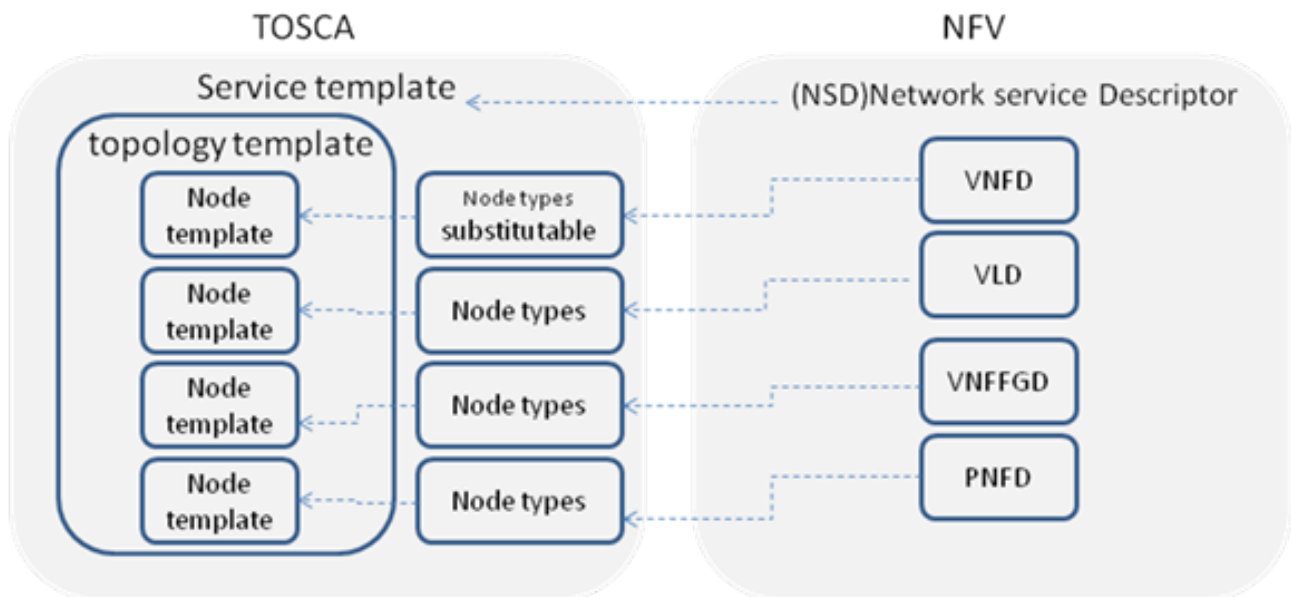 TOSCA
NFV
Service template
(NSD)Network service Descriptor
topology template
Node
template
Node types
substitutable
VNFD
Node
template
Node types
VLD
Node
template
Node types
VNFFGD
Node
template
Node types
PNFD